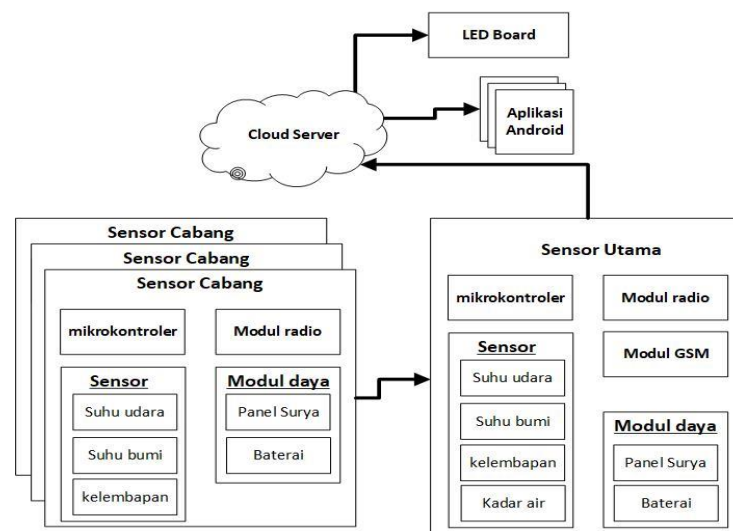 LED Board
Aplikasi
Android
Cloud Server
Sensor Cabang
Sensor Cabang
Sensor Cabang
mikrokontroler
Modul radio
Sensor
Suhu udara
Suhu bumi
kelembapan
Modul daya
Panel Surya
Baterai
Sensor Utama
mikrokontroler
Modul radio
Sensor
Suhu udara
Suhu bumi
kelembapan
Kadar air
Modul GSM
Modul daya
Panel Surya
Baterai